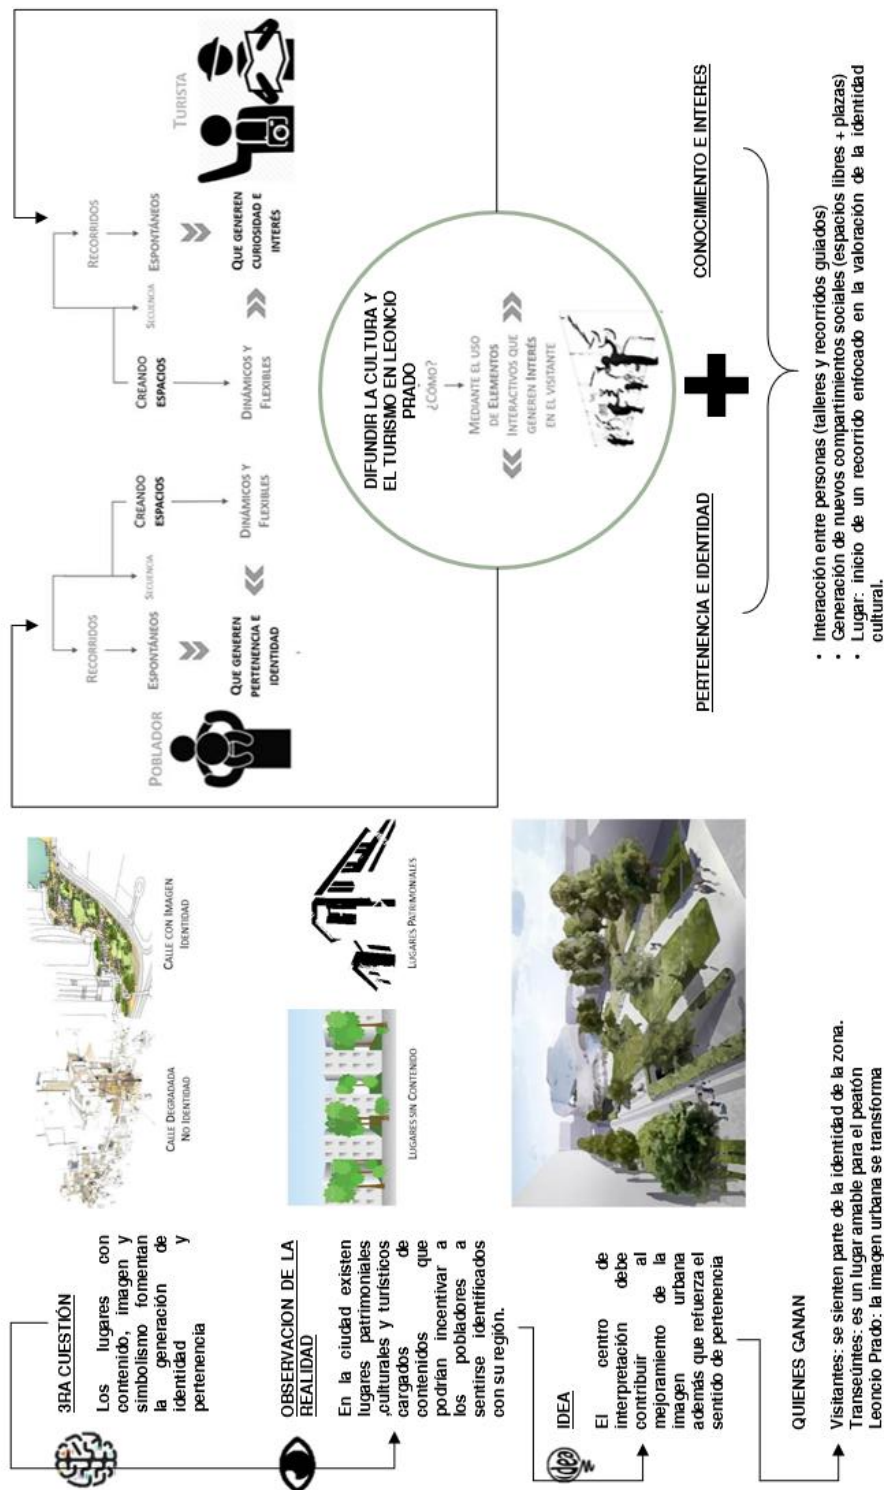 3RA CUESTIÓN
Los lugares con
contenido, imagen y
simbolismo fomentan
la generación de
identidad y
pertenencia
CALLE DEGRADADA
NO IDENTIDAD
CALLE CON IMAGEN
IDENTIDAD
OBSERVACION DE LA
REALIDAD
En la ciudad existen
lugares patrimoniales
,culturales y turísticos
cargados de
contenidos que
podrían incentivar a
los pobladores a
sentirse identificados
con su región.
LUGARES SIN CONTENIDO
LUGARES PATRIMONIALES
idea
IDEA
El centro de
interpretación debe
contribuir al
mejoramiento de la
imagen urbana
además que refuerza el
sentido de pertenencia
QUIENES GANAN
Visitantes: se sienten parte de la identidad de la zona.
Transeúntes: es un lugar amable para el peatón
Leoncio Prado: la imagen urbana se transforma
POBLADOR
RECORRIDOS
ESPONTÁNEOS
QUE GENEREN
PERTENENCIA E
IDENTIDAD
SECUENCIA
CREANDO
ESPACIOS
DINÁMICOS Y
FLEXIBLES
CREANDO
ESPACIOS
DINÁMICOS Y
FLEXIBLES
SECUENCIA
RECORRIDOS
ESPONTÁNEOS
QUE GENEREN
CURIOSIDAD E
INTERÉS
TURISTA
DIFUNDIR LA CULTURA Y
EL TURISMO EN LEONCIO
PRADO
¿CÓMO?
MEDIANTE EL USO
DE ELEMENTOS
INTERACTIVOS QUE
GENEREN INTERÉS
EN EL VISITANTE
PERTENENCIA E IDENTIDAD
+
CONOCIMIENTO E INTERES
• Interacción entre personas (talleres y recorridos guiados)
• Generación de nuevos compartimientos sociales (espacios libres + plazas)
• Lugar: inicio de un recorrido enfocado en la valoración de la identidad
cultural.